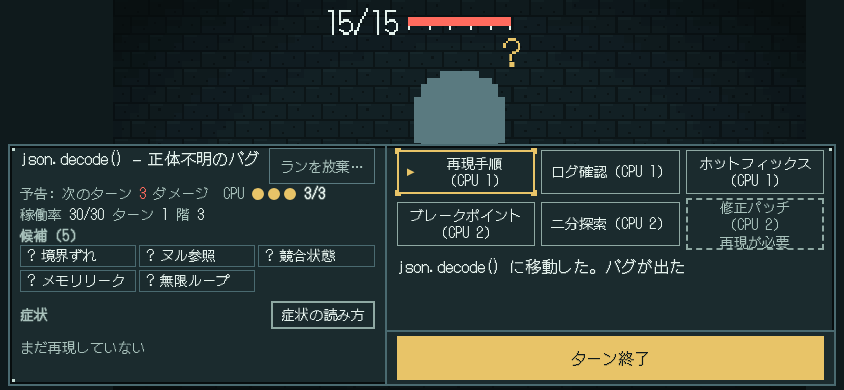 15/15
?
json.decode() – 正体不明のバグ
ランを放棄…
予告: 次のターン 3 ダメージ CPU 3/3
稼働率 30/30 ターン 1 階 3
候補 (5)
? 境界ずれ
? ヌル参照
? 競合状態
? メモリリーク
? 無限ループ
症状
症状の読み方
まだ再現していない
再現手順
(CPU 1)
ログ確認 (CPU 1)
ホットフィックス
(CPU 1)
ブレークポイント
(CPU 2)
二分探索 (CPU 2)
修正パッチ
(CPU 2)
再現が必要
json.decode() に移動した。バグが出た
ターン終了